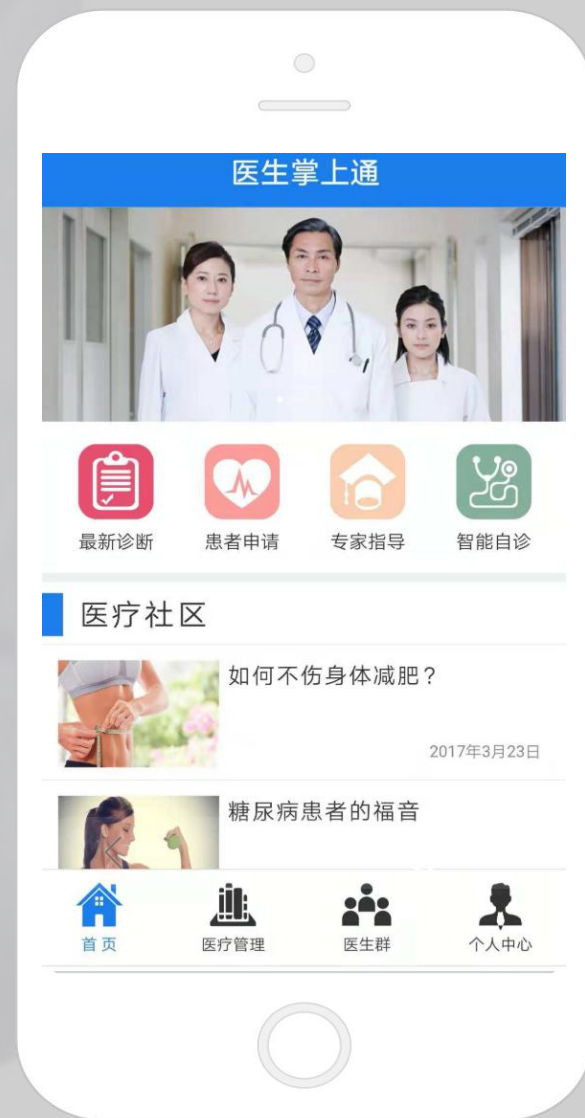 医生掌上通
最新诊断
患者申请
专家指导
智能自诊
医疗社区
如何不伤身体减肥？
2017年3月23日
糖尿病患者的福音
首页
医疗管理
医生群
个人中心